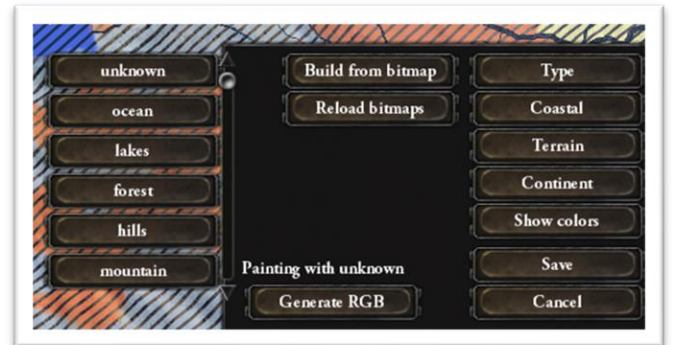 unknown
ocean
lakes
forest
hills
mountain
Build from bitmap
Reload bitmaps
Painting with unknown
Generate RGB
Type
Coastal
Terrain
Continent
Show colors
Save
Cancel